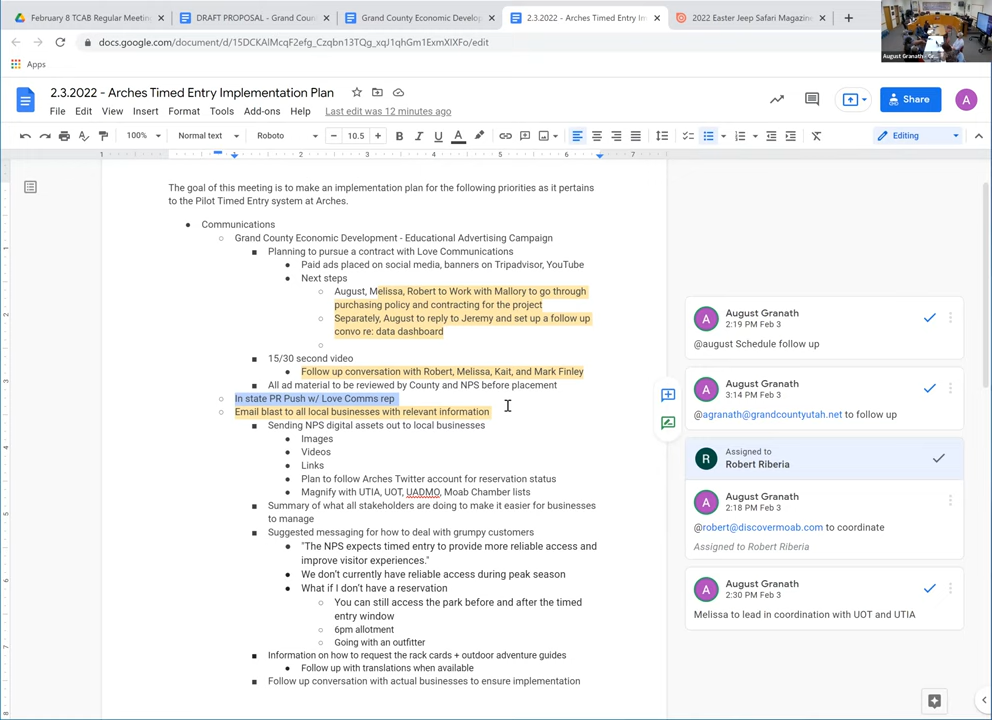 February 8 TCAB Regular Meeting
DRAFT PROPOSAL - Grand Coun
Grand County Economic Develop
2.3.2022 - Arches Timed Entry Im
2022 Easter Jeep Safari Magazine
docs.google.com/document/d/15DCKAlMcqF2efg_Czqbn13TQg_xqJ1qhGm1ExmXIXFo/edit
Apps
August Granath - Gr...
2.3.2022 - Arches Timed Entry Implementation Plan
File Edit View Insert Format Tools Add-ons Help Last edit was 12 minutes ago
Share
A
100% Normal text Roboto 10.5 B I U A Editing
1 1 2 3 4 5 6 7
The goal of this meeting is to make an implementation plan for the following priorities as it pertains
to the Pilot Timed Entry system at Arches.
Communications
Grand County Economic Development - Educational Advertising Campaign
Planning to pursue a contract with Love Communications
Paid ads placed on social media, banners on Tripadvisor, YouTube
Next steps
August, Melissa, Robert to Work with Mallory to go through
purchasing policy and contracting for the project
Separately, August to reply to Jeremy and set up a follow up
convo re: data dashboard
15/30 second video
Follow up conversation with Robert, Melissa, Kait, and Mark Finley
All ad material to be reviewed by County and NPS before placement
In state PR Push w/ Love Comms rep
Email blast to all local businesses with relevant information
Sending NPS digital assets out to local businesses
Images
Videos
Links
Plan to follow Arches Twitter account for reservation status
Magnify with UTIA, UOT, UADMO, Moab Chamber lists
Summary of what all stakeholders are doing to make it easier for businesses
to manage
Suggested messaging for how to deal with grumpy customers
"The NPS expects timed entry to provide more reliable access and
improve visitor experiences."
We don't currently have reliable access during peak season
What if I don't have a reservation
You can still access the park before and after the timed
entry window
6pm allotment
Going with an outfitter
Information on how to request the rack cards + outdoor adventure guides
Follow up with translations when available
Follow up conversation with actual businesses to ensure implementation
A
August Granath
2:19 PM Feb 3
@august Schedule follow up
A
August Granath
3:14 PM Feb 3
@agranath@grandcountyutah.net to follow up
R
Assigned to
Robert Riberia
A
August Granath
2:18 PM Feb 3
@robert@discovermoab.com to coordinate
Assigned to Robert Riberia
A
August Granath
2:30 PM Feb 3
Melissa to lead in coordination with UOT and UTIA